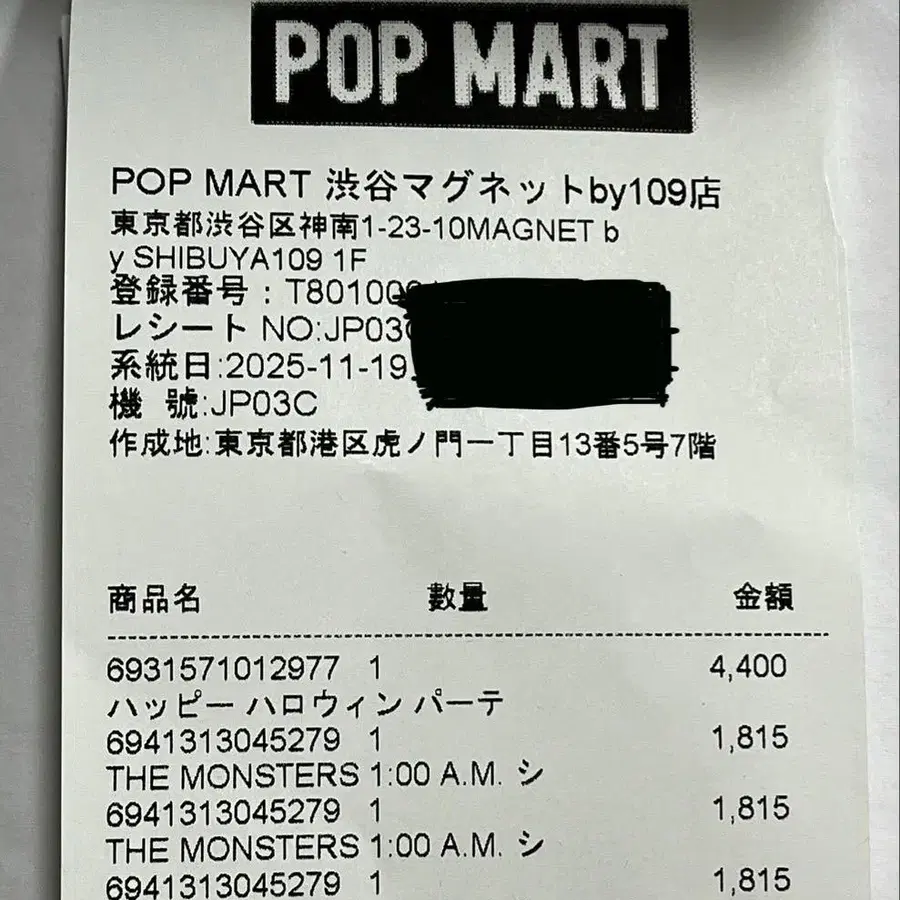 POP MART
POP MART 渋谷マグネットby109店
東京都渋谷区神南1-23-10MAGNET b
y SHIBUYA109 1F
登録番号：T80100
レシート NO:JP03
系統日:2025-11-19
機 號:JP03C
作成地:東京都港区虎ノ門一丁目13番5号7階
商品名 數量 金額
6931571012977 1 4,400
ハッピー ハロウィン パーテ
6941313045279 1 1,815
THE MONSTERS 1:00 A.M. シ
6941313045279 1 1,815
THE MONSTERS 1:00 A.M. シ
6941313045279 1 1,815